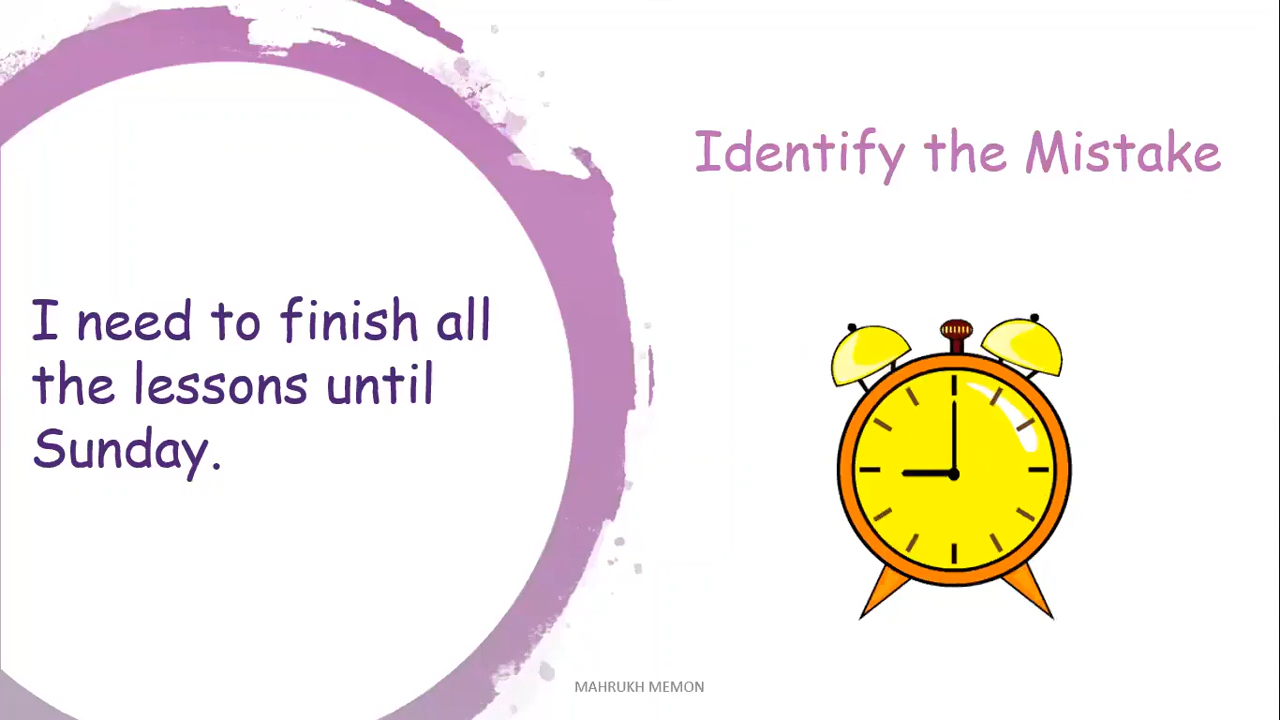 Identify the Mistake
I need to finish all
the lessons until
Sunday.
MAHRUKH MEMON